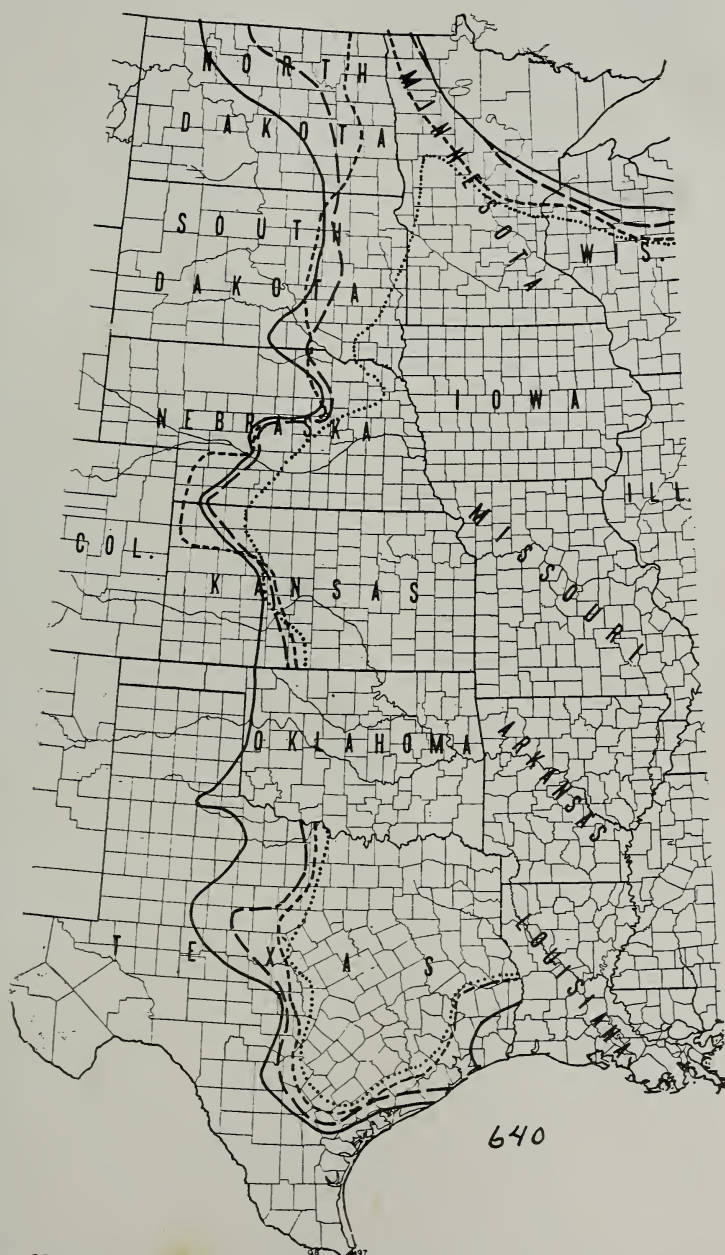 NORTH
DAKOTA
MINNESOTA
SOUTH
DAKOTA
WIS.
NEBRASKA
IOWA
ILL.
COL.
KANSAS
MISSOURI
OKLAHOMA
ARKANSAS
TEXAS
LOUISIANA
640